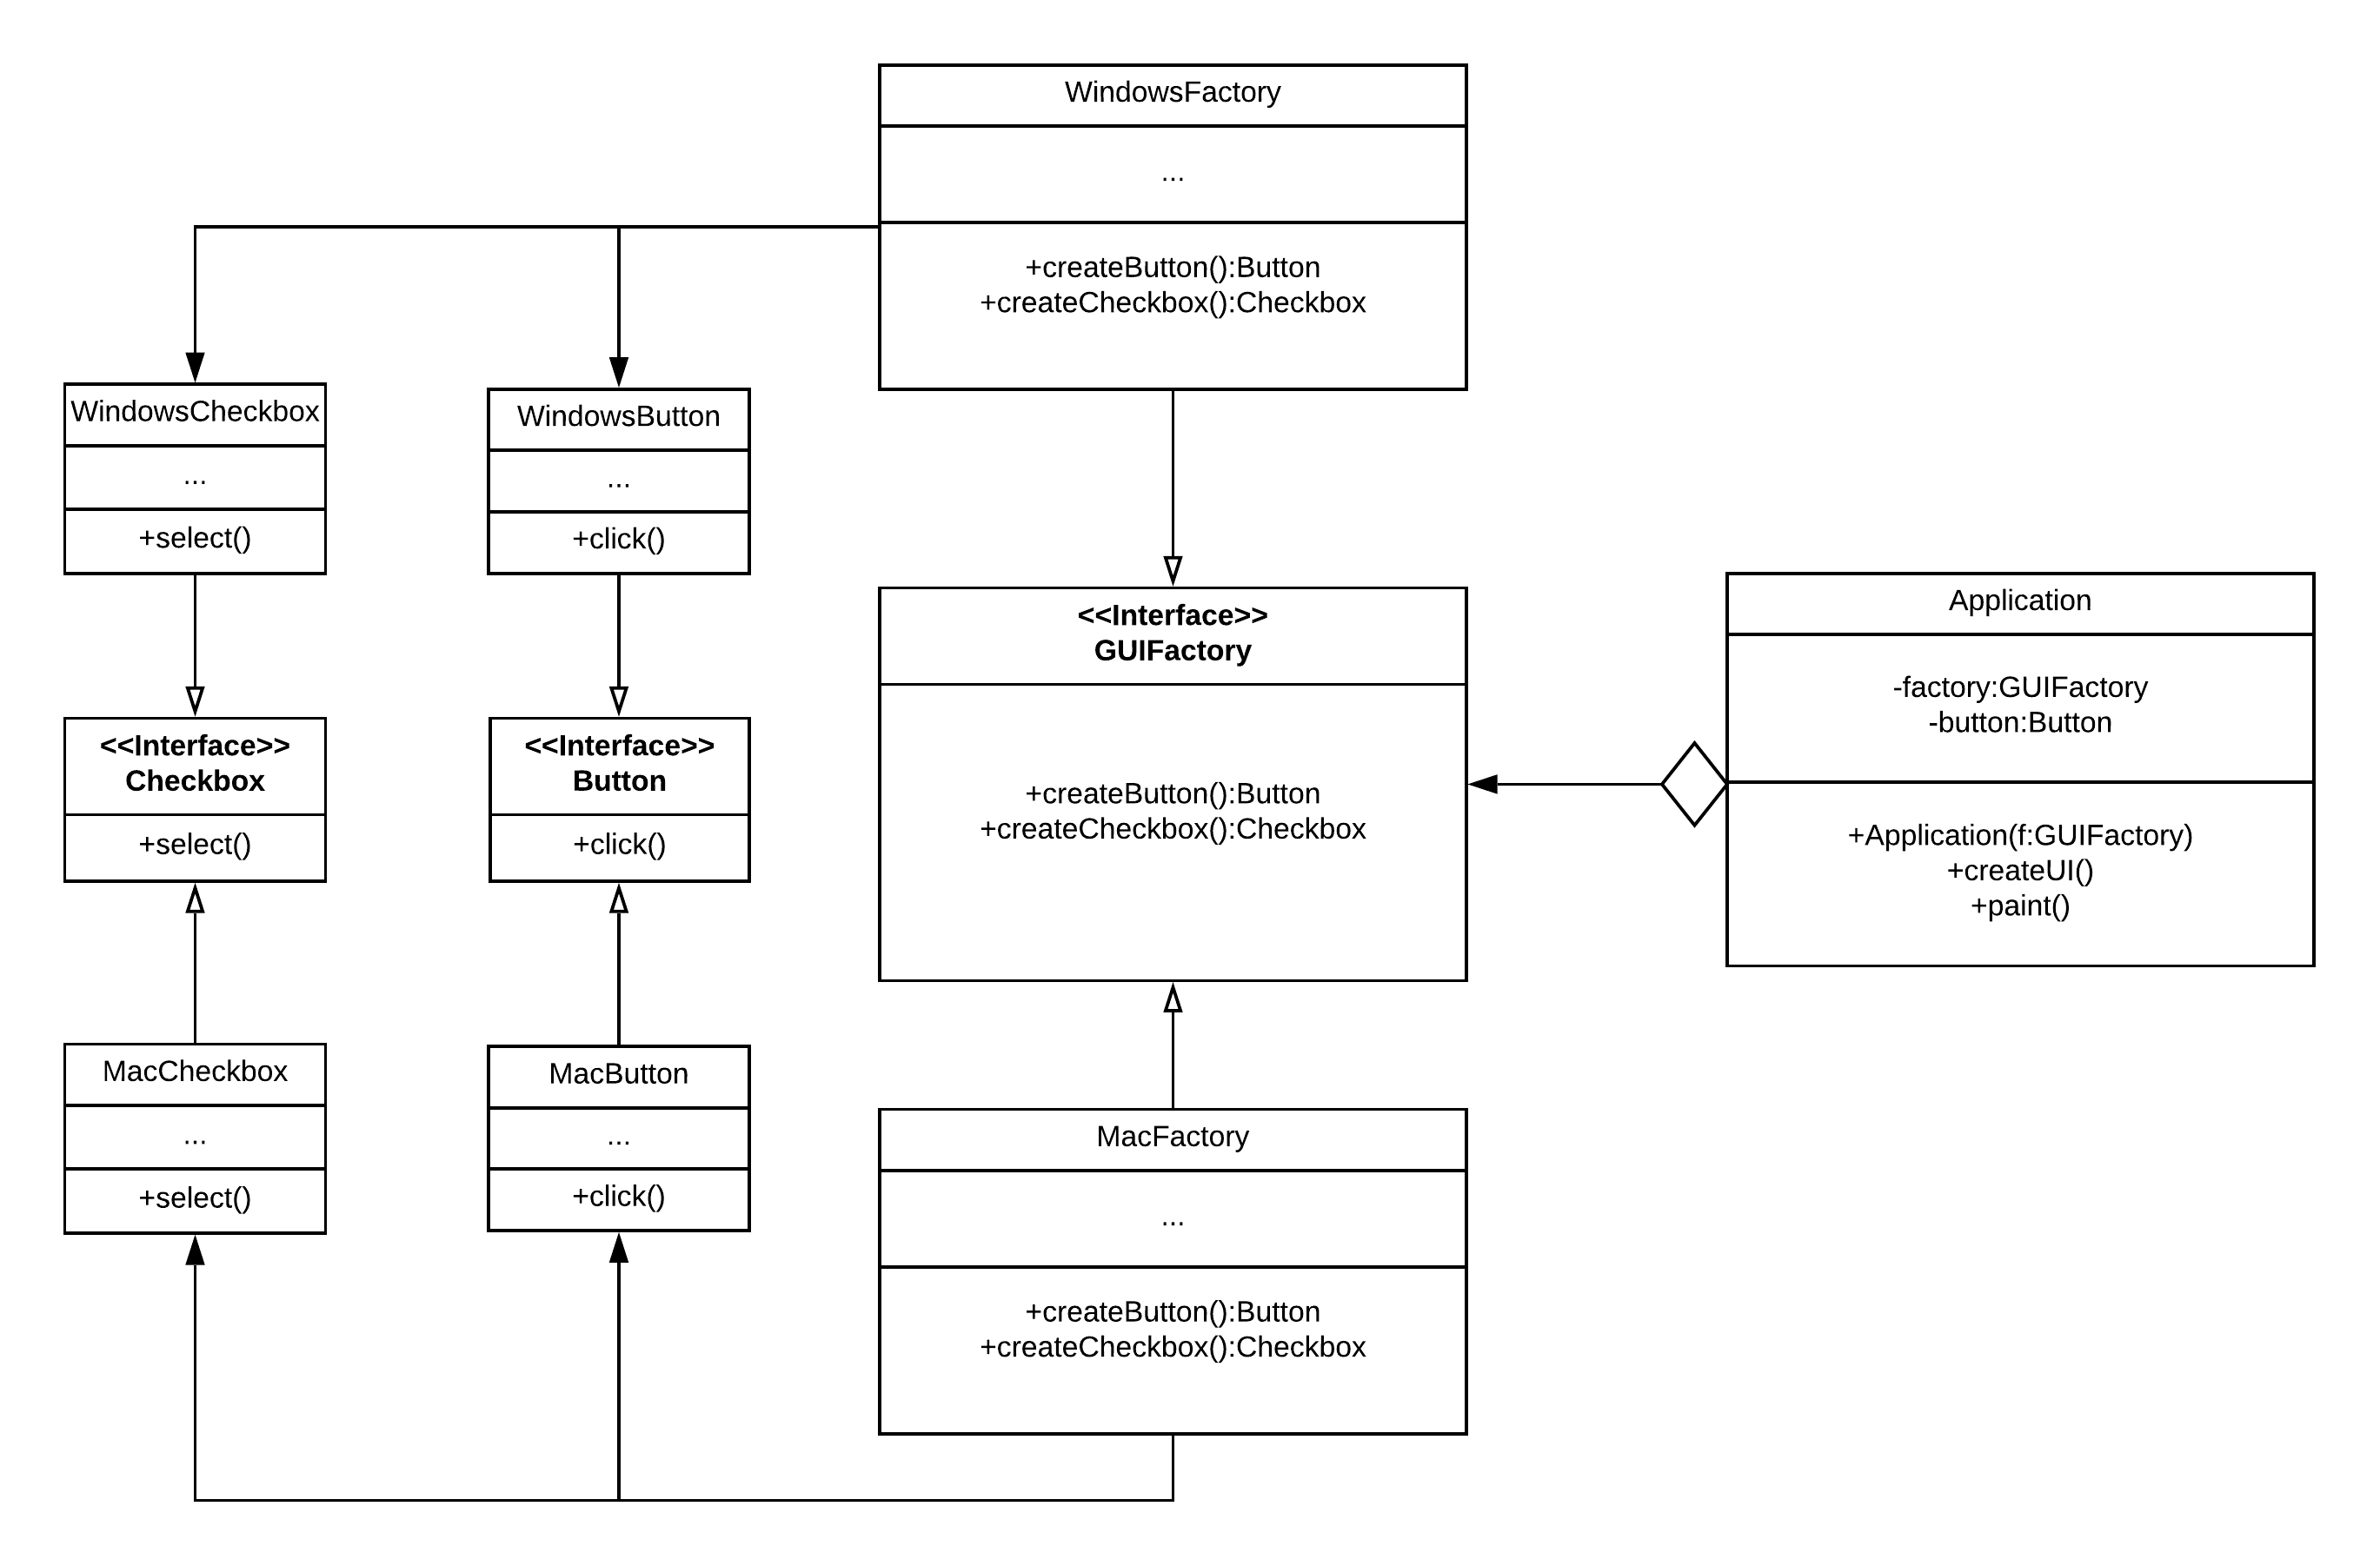 WindowsFactory
...
+createButton():Button
+createCheckbox():Checkbox
WindowsCheckbox
...
+select()
WindowsButton
...
+click()
<<Interface>>
Checkbox
+select()
<<Interface>>
Button
+click()
<<Interface>>
GUIFactory
+createButton():Button
+createCheckbox():Checkbox
Application
-factory:GUIFactory
-button:Button
+Application(f:GUIFactory)
+createUI()
+paint()
MacCheckbox
...
+select()
MacButton
...
+click()
MacFactory
...
+createButton():Button
+createCheckbox():Checkbox